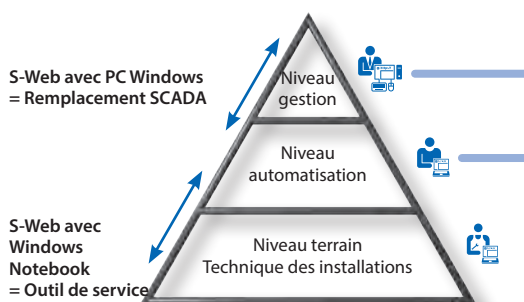 S-Web avec PC Windows
= Remplacement SCADA
Niveau
gestion
Niveau
automatisation
S-Web avec
Windows
Notebook
= Outil de service
Niveau terrain
Technique des installations